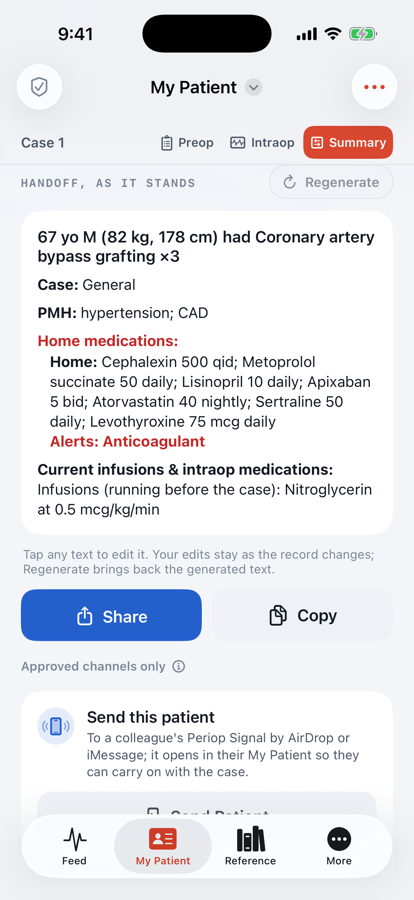 9:41
My Patient
Case 1
Preop
Intraop
Summary
HANDOFF, AS IT STANDS
Regenerate
67 yo M (82 kg, 178 cm) had Coronary artery
bypass grafting ×3
Case: General
PMH: hypertension; CAD
Home medications:
Home: Cephalexin 500 qid; Metoprolol
succinate 50 daily; Lisinopril 10 daily; Apixaban
5 bid; Atorvastatin 40 nightly; Sertraline 50
daily; Levothyroxine 75 mcg daily
Alerts: Anticoagulant
Current infusions & intraop medications:
Infusions (running before the case): Nitroglycerin
at 0.5 mcg/kg/min
Tap any text to edit it. Your edits stay as the record changes;
Regenerate brings back the generated text.
Share
Copy
Approved channels only
Send this patient
To a colleague's Periop Signal by AirDrop or
iMessage; it opens in their My Patient so they
can carry on with the case.
Send Patient
Feed
My Patient
Reference
More